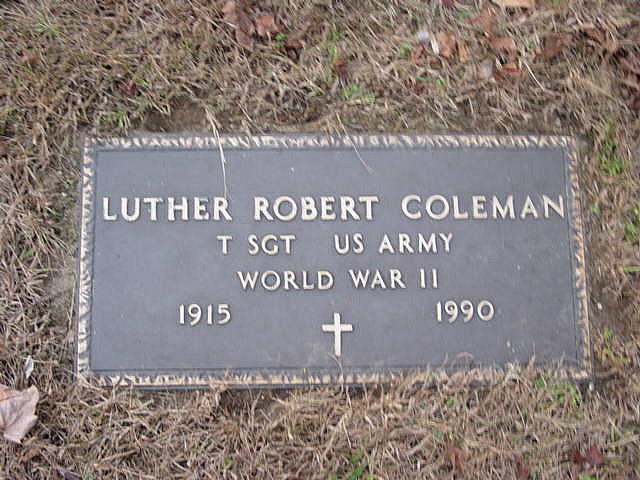 LUTHER ROBERT COLEMAN
T SGT US ARMY
WORLD WAR II
1915 1990